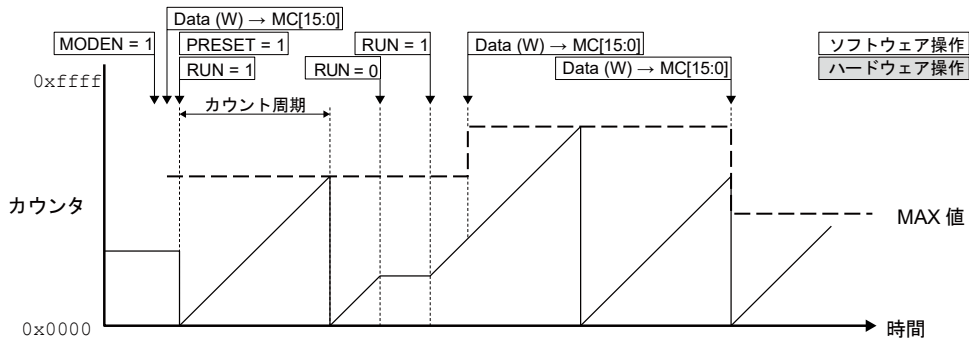 Data (W) → MC[15:0]
MODEN = 1
PRESET = 1
RUN = 1
Data (W) → MC[15:0]
ソフトウェア操作
RUN = 1
RUN = 0
Data (W) → MC[15:0]
ハードウェア操作
0xffff
カウント周期
カウンタ
MAX 値
0x0000
時間